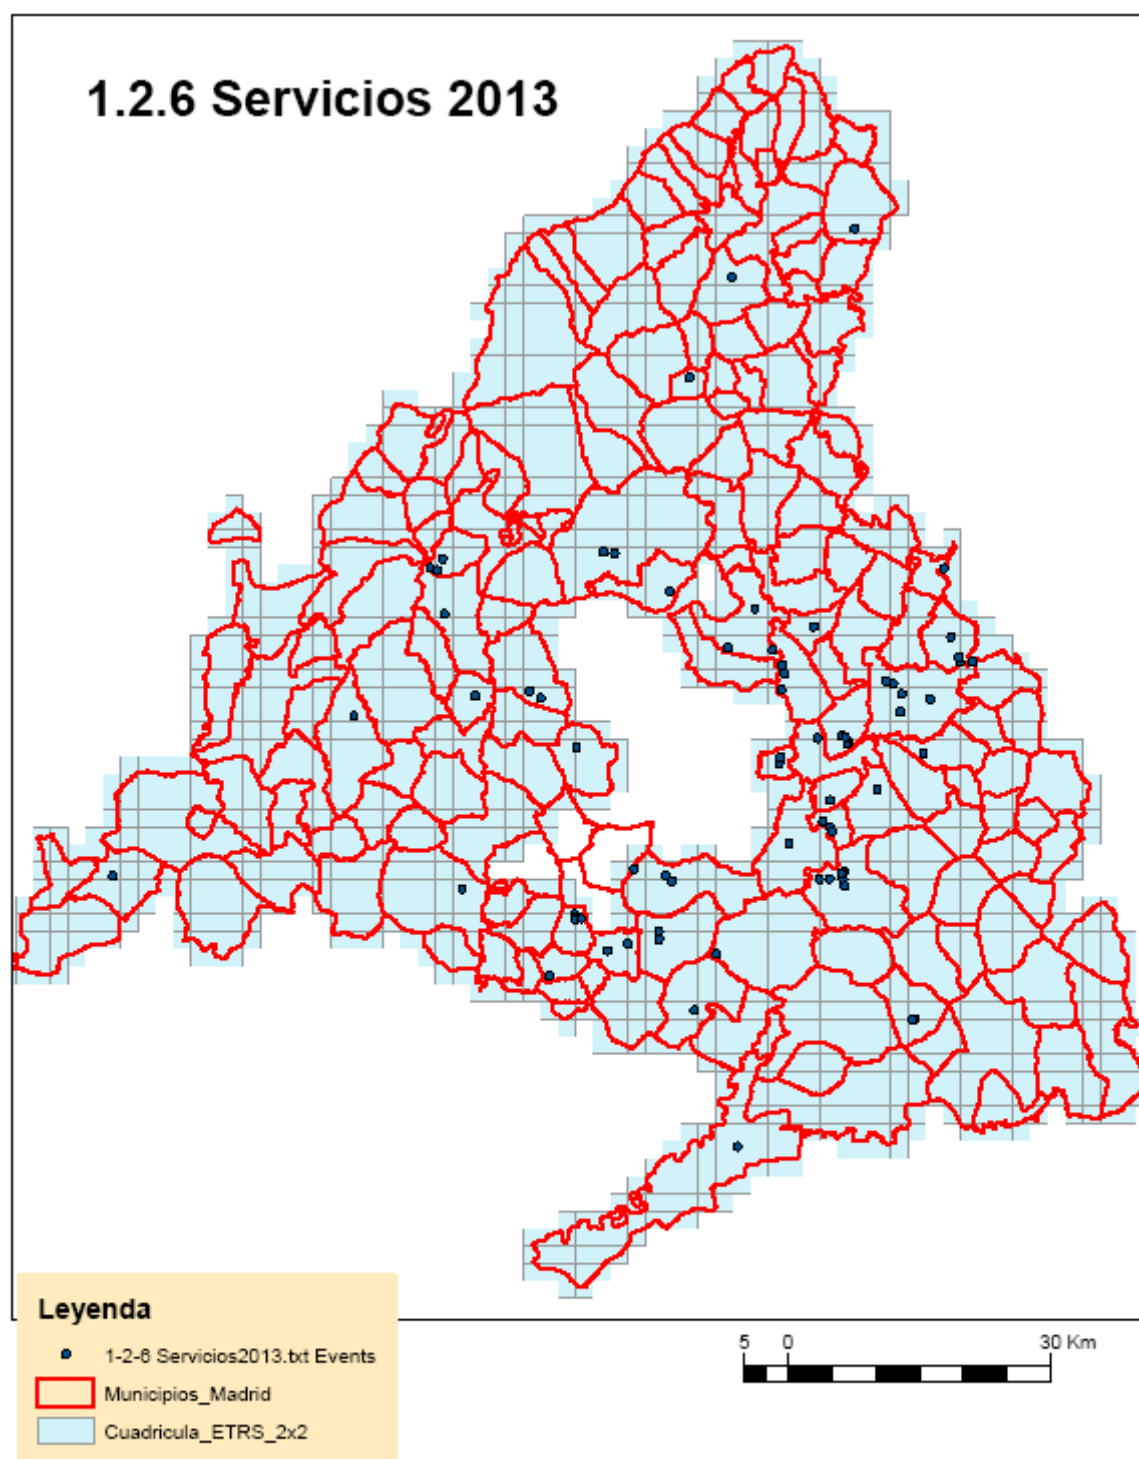 1.2.6 Servicios 2013
Leyenda
1-2-6 Servicios2013.txt Events
Municipios_Madrid
Cuadricula_ETRS_2x2
5 0 30 Km